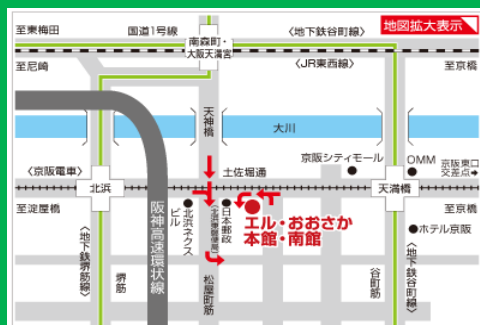 至東梅田
国道1号線
南森町・
大阪天満宮
〈地下鉄谷町線〉
地図拡大表示
至尼崎
〈JR東西線〉
至京橋
天神橋
大川
京阪シティモール
OMM
京阪東口
交差点➡
〈京阪電車〉
北浜
土佐堀通
天満橋
至淀屋橋
至京橋
阪神高速環状線
北浜ネクス
ビル
〈北浜東郵便局〉
日本郵政
エル・おおさか
本館・南館
ホテル京阪
〈地下鉄堺筋線〉
堺筋
松屋町筋
谷町筋
〈地下鉄谷町線〉